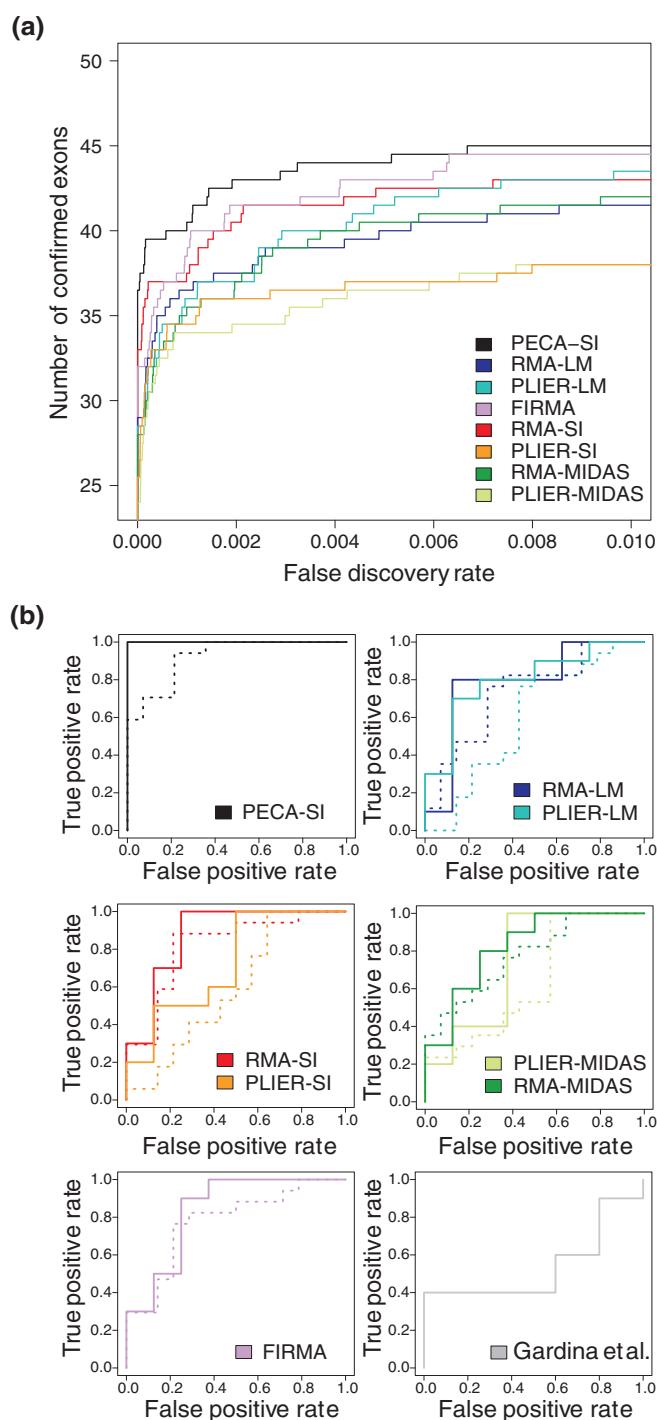 (a)
Number of confirmed exons
50
45
40
35
30
25
PECA–SI
RMA-LM
PLIER-LM
FIRMA
RMA-SI
PLIER-SI
RMA-MIDAS
PLIER-MIDAS
0.000 0.002 0.004 0.006 0.008 0.010
False discovery rate
(b)
True positive rate
1.0
0.8
0.6
0.4
0.2
0.0
PECA-SI
0.0 0.2 0.4 0.6 0.8 1.0
False positive rate
True positive rate
1.0
0.8
0.6
0.4
0.2
0.0
RMA-LM
PLIER-LM
0.0 0.2 0.4 0.6 0.8 1.0
False positive rate
True positive rate
1.0
0.8
0.6
0.4
0.2
0.0
RMA-SI
PLIER-SI
0.0 0.2 0.4 0.6 0.8 1.0
False positive rate
True positive rate
1.0
0.8
0.6
0.4
0.2
0.0
PLIER-MIDAS
RMA-MIDAS
0.0 0.2 0.4 0.6 0.8 1.0
False positive rate
True positive rate
1.0
0.8
0.6
0.4
0.2
0.0
FIRMA
0.0 0.2 0.4 0.6 0.8 1.0
False positive rate
True positive rate
1.0
0.8
0.6
0.4
0.2
0.0
Gardina et al.
0.0 0.2 0.4 0.6 0.8 1.0
False positive rate